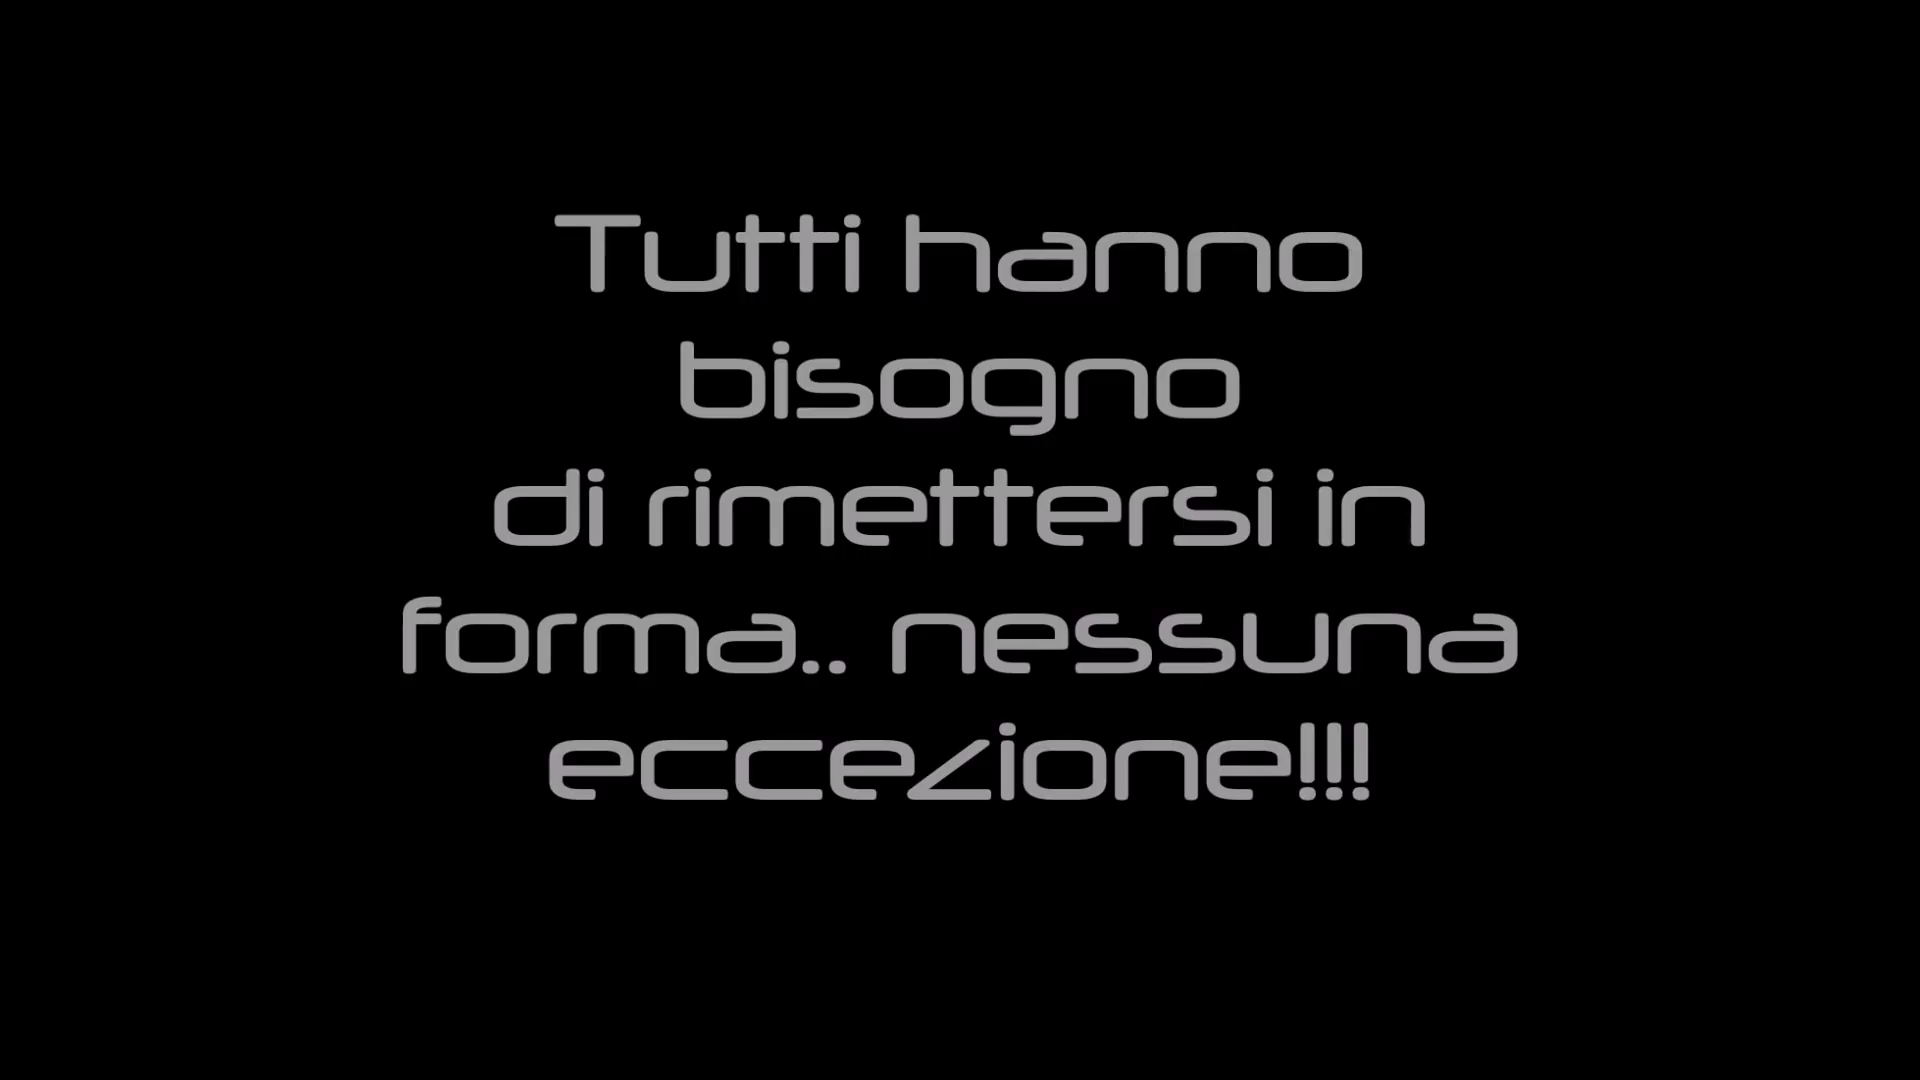 Tutti hanno
bisogno
di rimettersi in
forma.. nessuna
eccezione!!!